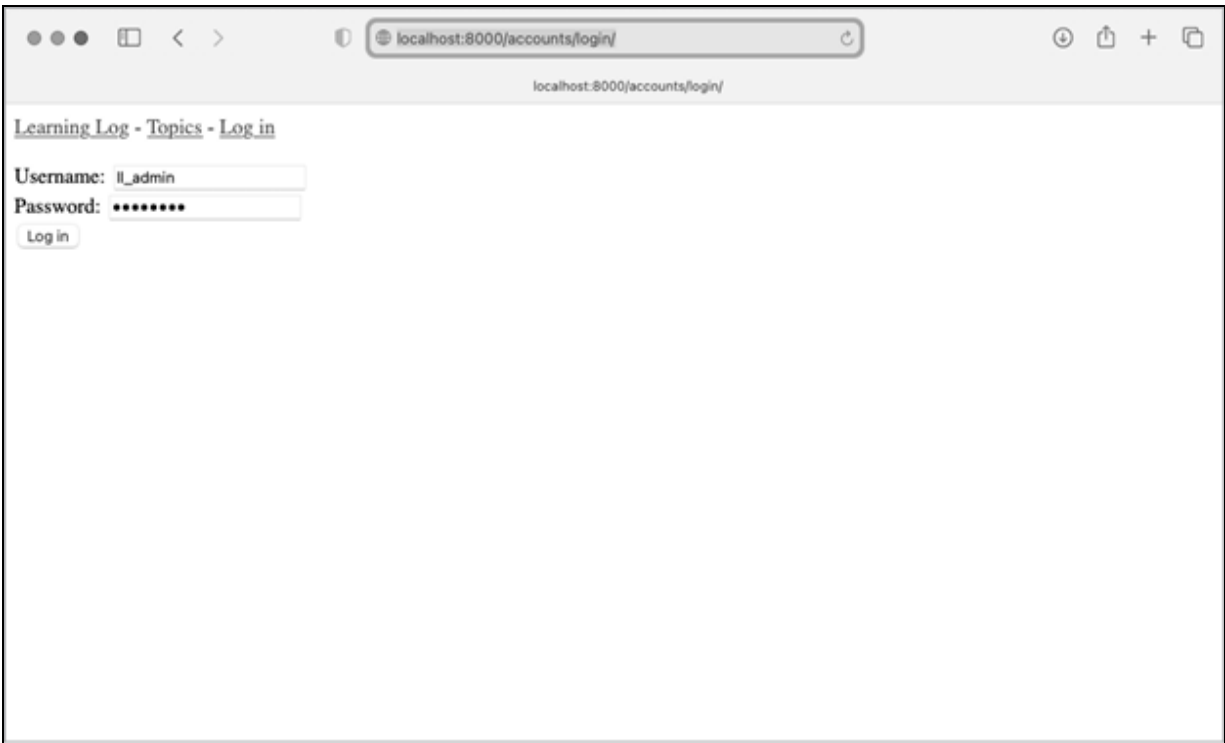 localhost:8000/accounts/login/
localhost:8000/accounts/login/
Learning Log - Topics - Log in
Username: ll_admin
Password: ••••••••
Log in